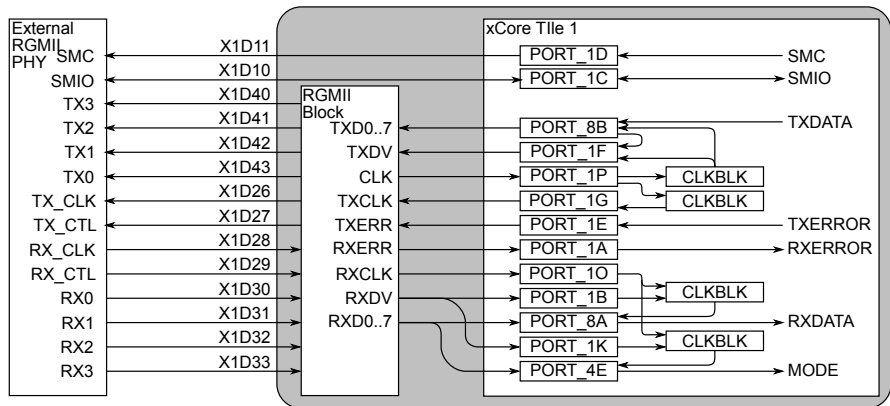 External
RGMII
PHY
xCore TIle 1
SMC X1D11 PORT_1D SMC
SMIO X1D10 PORT_1C SMIO
TX3 X1D40
RGMII
Block
TX2 X1D41 TXD0..7 PORT_8B TXDATA
TX1 X1D42 TXDV PORT_1F
TX0 X1D43 CLK PORT_1P CLKBLK
TX_CLK X1D26 TXCLK PORT_1G CLKBLK
TX_CTL X1D27 TXERR PORT_1E TXERROR
RX_CLK X1D28 RXERR PORT_1A RXERROR
RX_CTL X1D29 RXCLK PORT_1O
RX0 X1D30 RXDV PORT_1B CLKBLK
RX1 X1D31 RXD0..7 PORT_8A RXDATA
RX2 X1D32 PORT_1K CLKBLK
RX3 X1D33 PORT_4E MODE